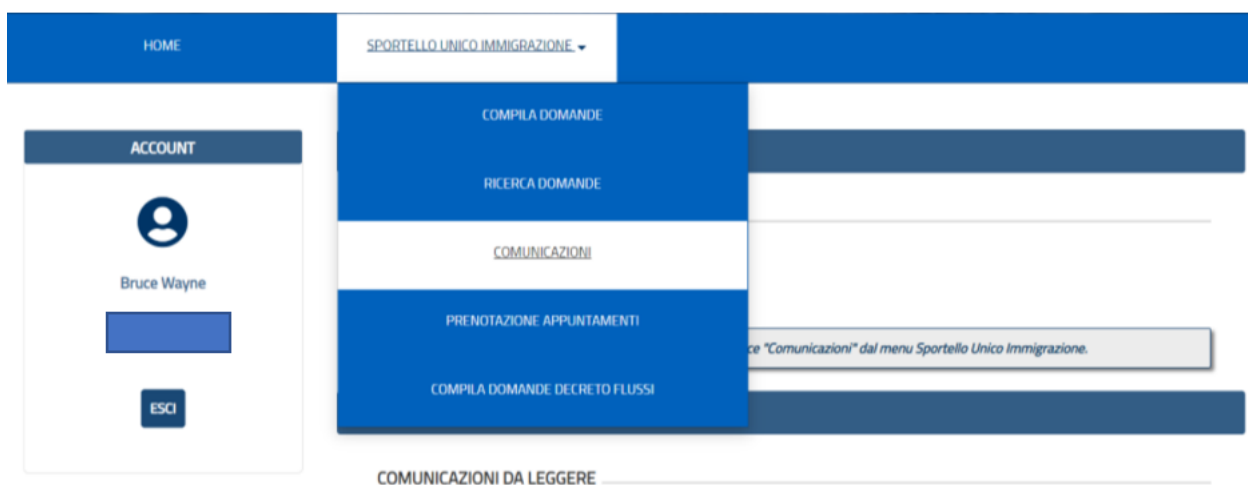 HOME
SPORTELLO UNICO IMMIGRAZIONE
COMPILA DOMANDE
ACCOUNT
RICERCA DOMANDE
COMUNICAZIONI
Bruce Wayne
PRENOTAZIONE APPUNTAMENTI
ce "Comunicazioni" dal menu Sportello Unico Immigrazione.
COMPILA DOMANDE DECRETO FLUSSI
ESCI
COMUNICAZIONI DA LEGGERE